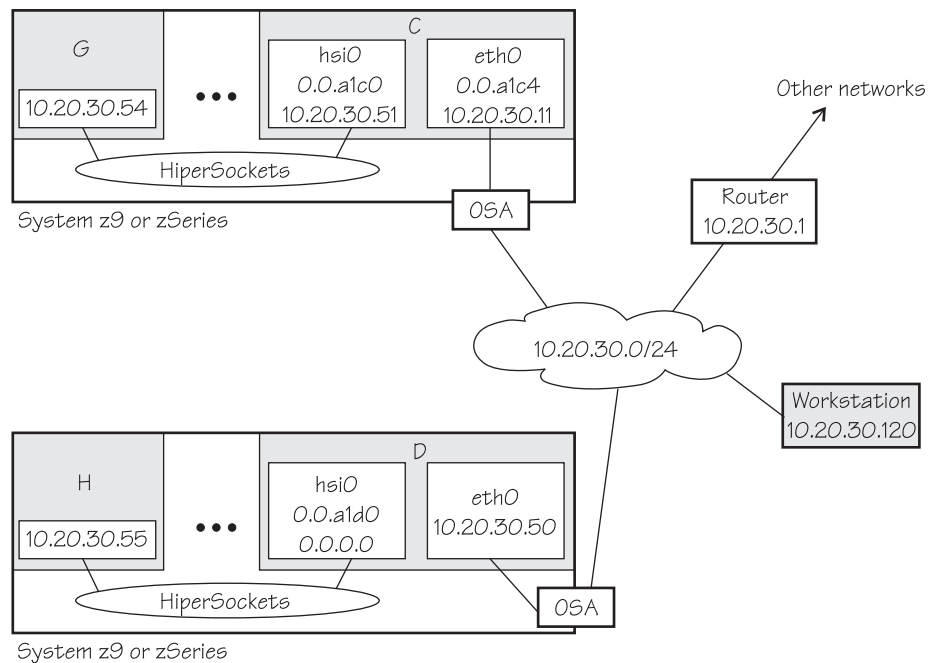 G
10.20.30.54
C
hsi0
0.0.a1c0
10.20.30.51
eth0
0.0.a1c4
10.20.30.11
HiperSockets
OSA
System z9 or zSeries
Other networks
Router
10.20.30.1
10.20.30.0/24
Workstation
10.20.30.120
H
10.20.30.55
D
hsi0
0.0.a1d0
0.0.0.0
eth0
10.20.30.50
HiperSockets
OSA
System z9 or zSeries